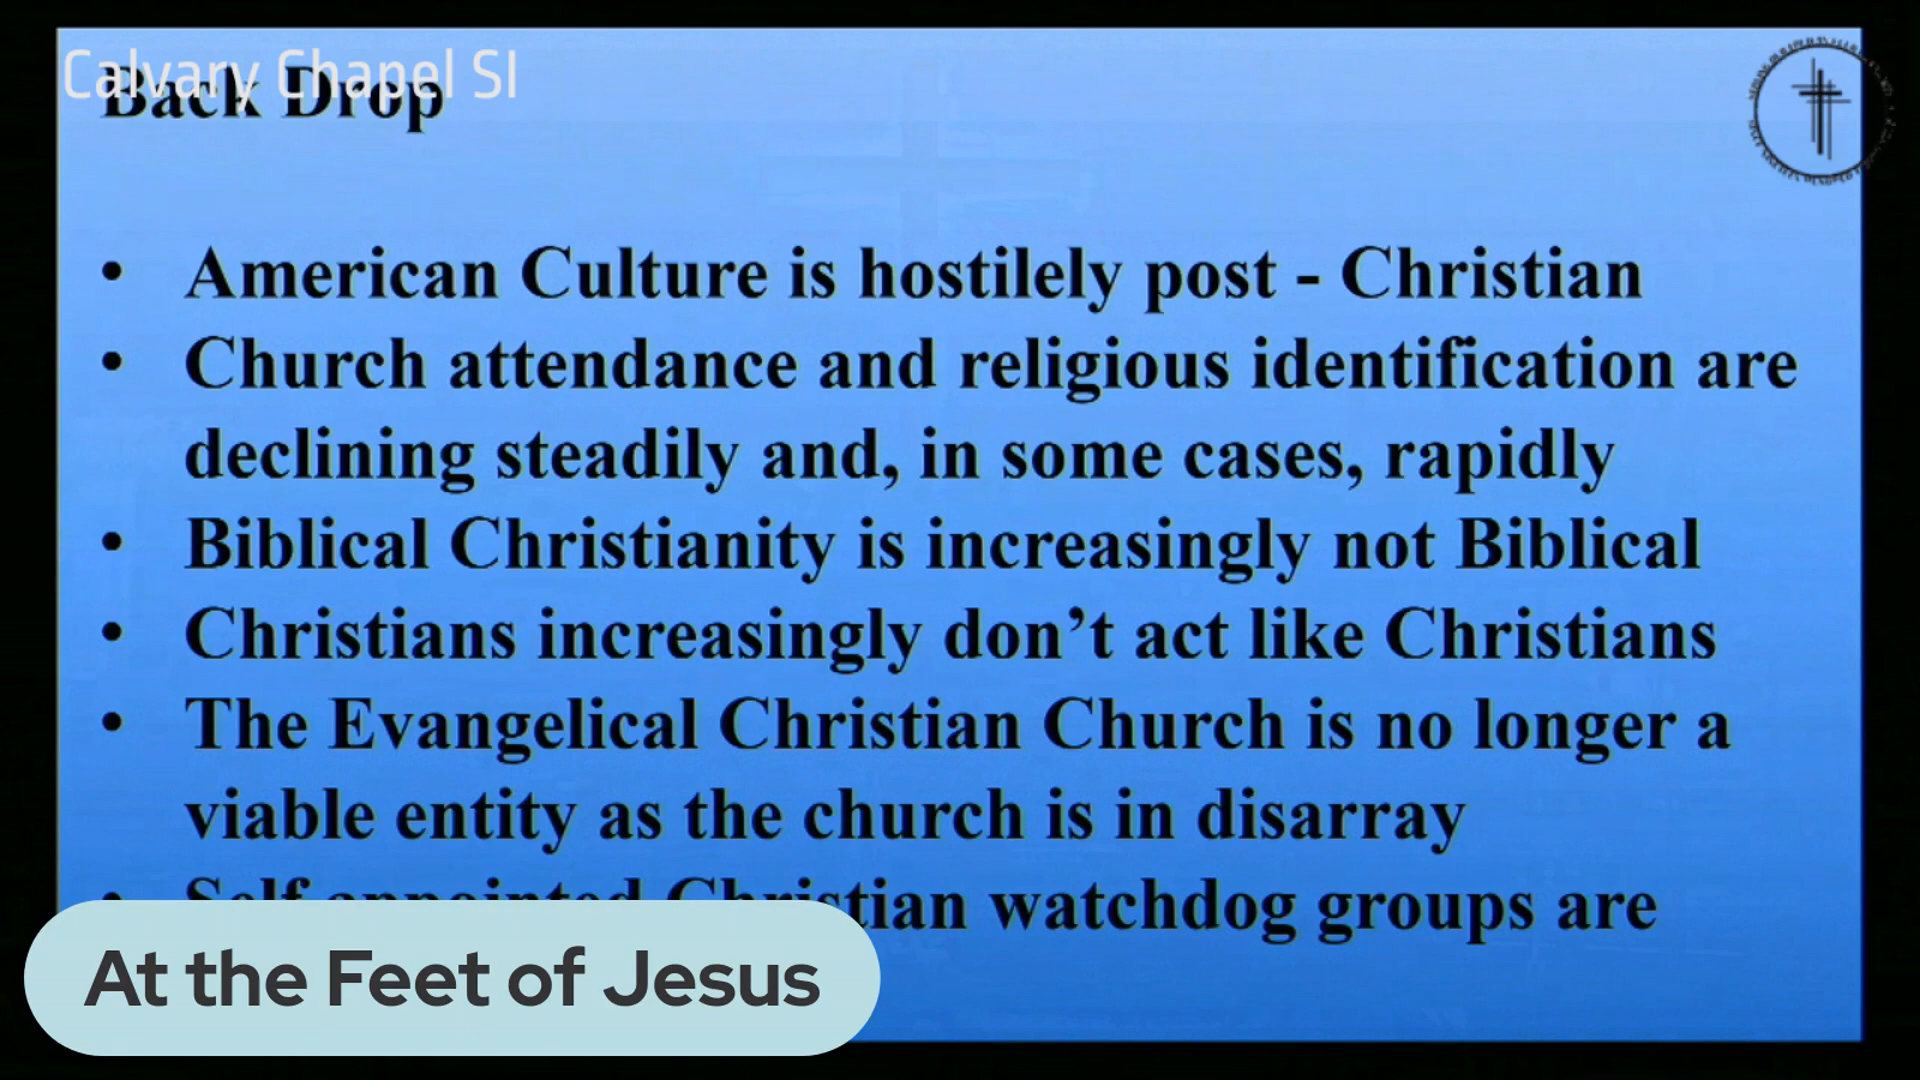 Calvary Chapel SI
Back Drop
• American Culture is hostilely post - Christian
• Church attendance and religious identification are
declining steadily and, in some cases, rapidly
• Biblical Christianity is increasingly not Biblical
• Christians increasingly don’t act like Christians
• The Evangelical Christian Church is no longer a
viable entity as the church is in disarray
• Self appointed Christian watchdog groups are
At the Feet of Jesus